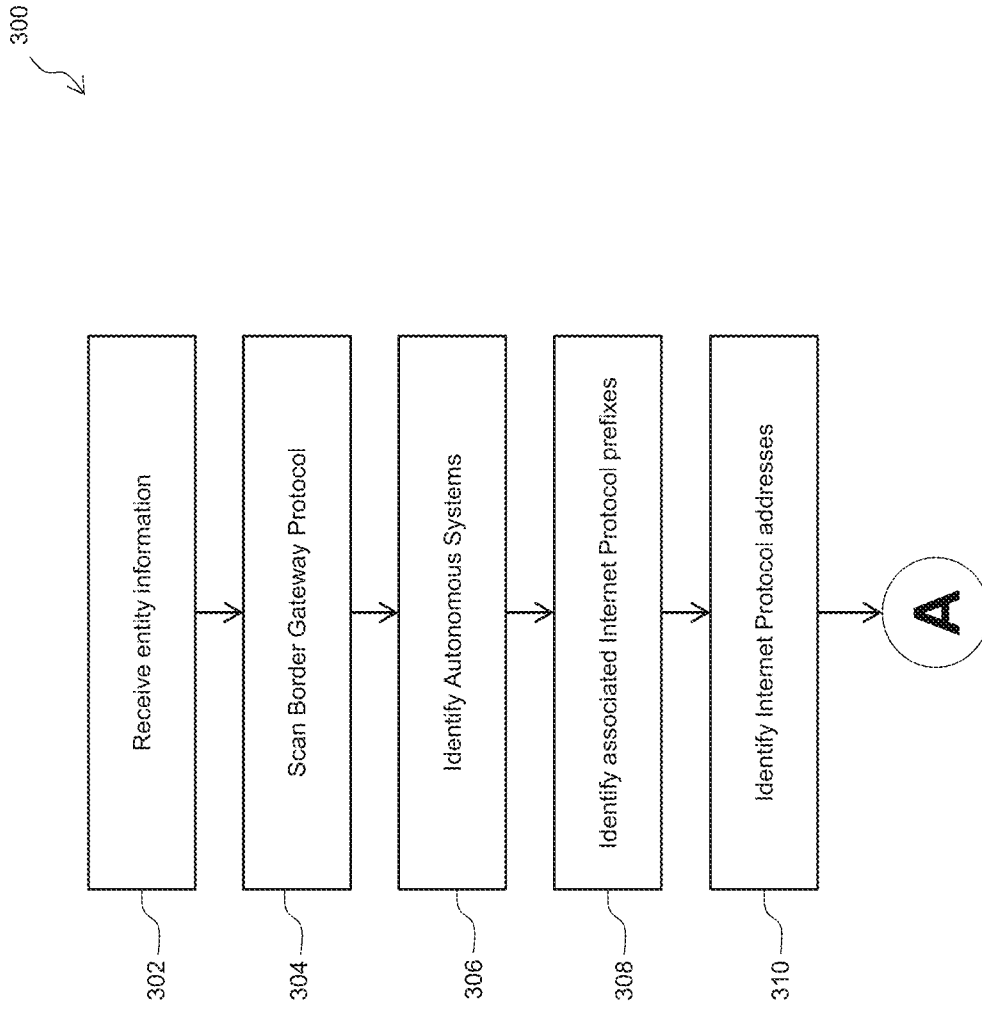 300
302
Receive entity information
304
Scan Border Gateway Protocol
306
Identify Autonomous Systems
308
Identify associated Internet Protocol prefixes
310
Identify Internet Protocol addresses
A